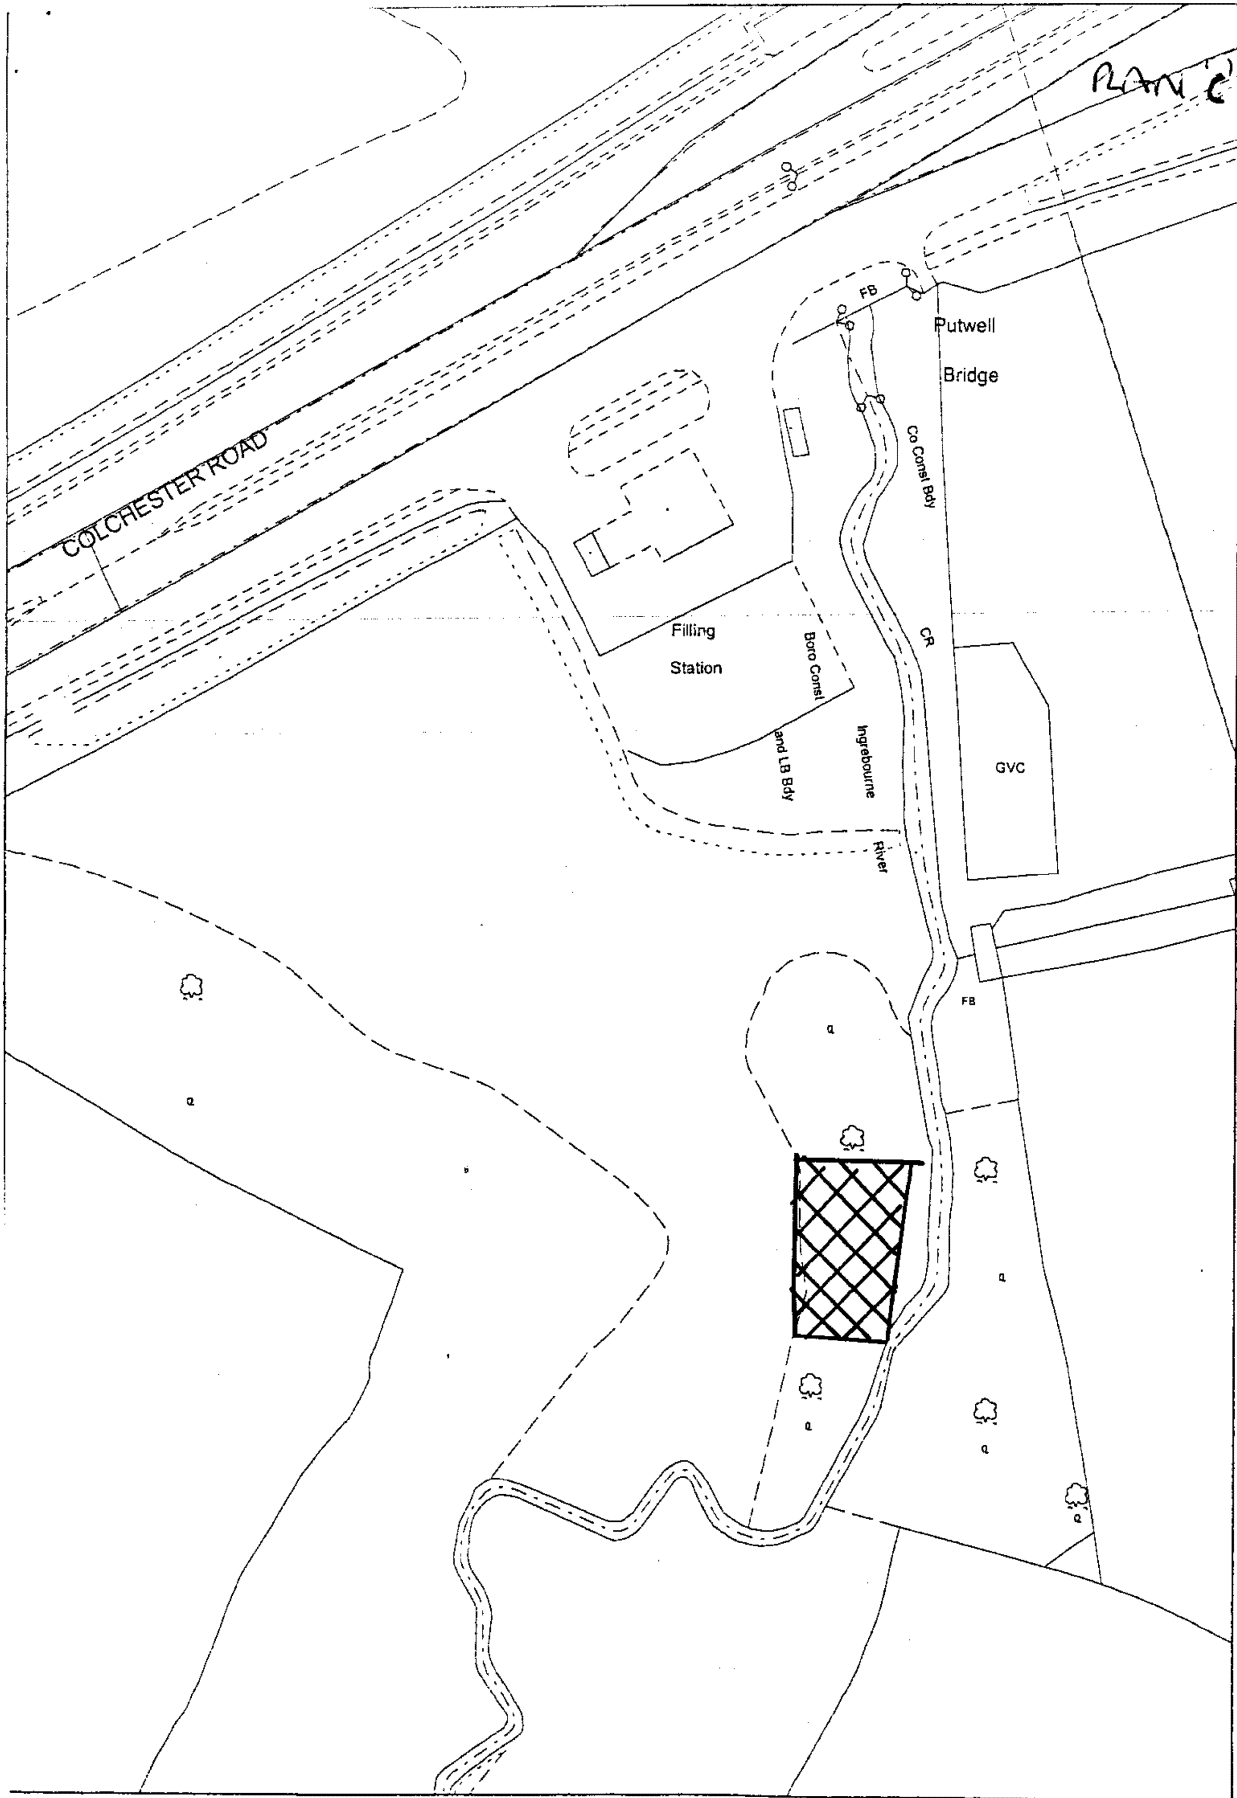 PLAN 'C'
FB
Putwell
Bridge
COLCHESTER ROAD
Co Const Bdy
Filling
Station
Boro Const
and LB Bdy
CR
Ingrebourne
River
GVC
FB